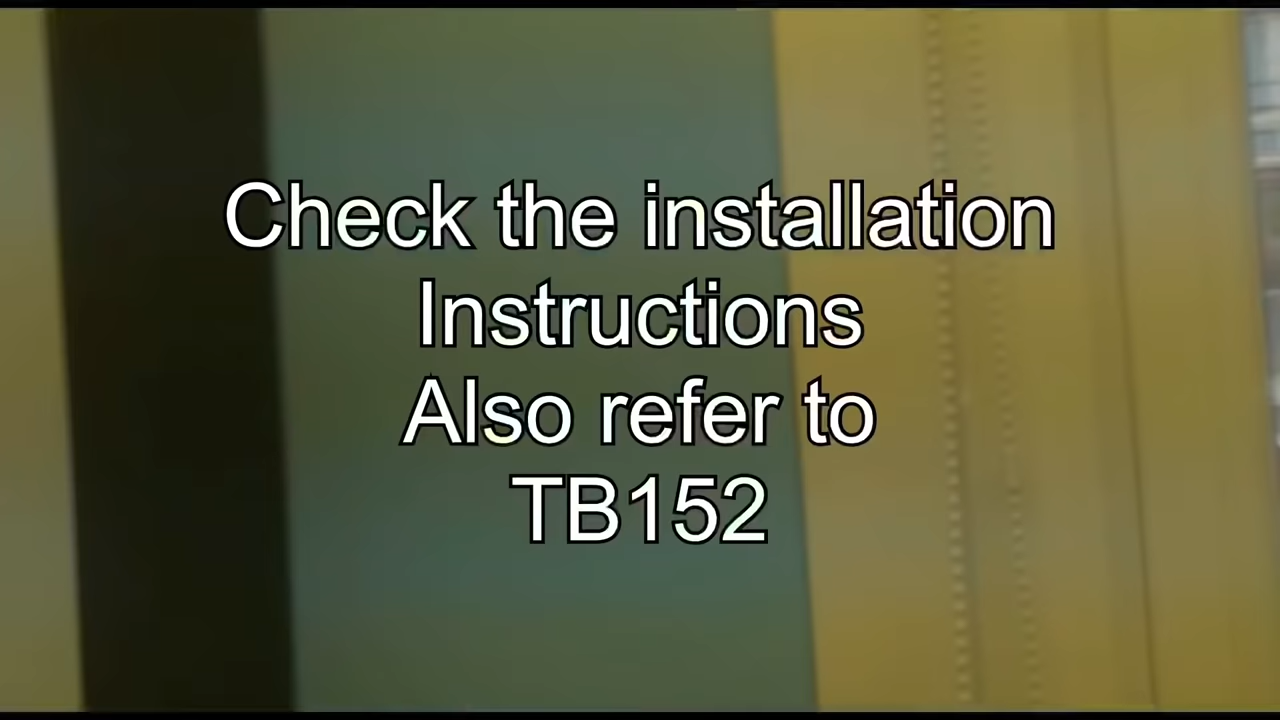 Check the installation
Instructions
Also refer to
TB152